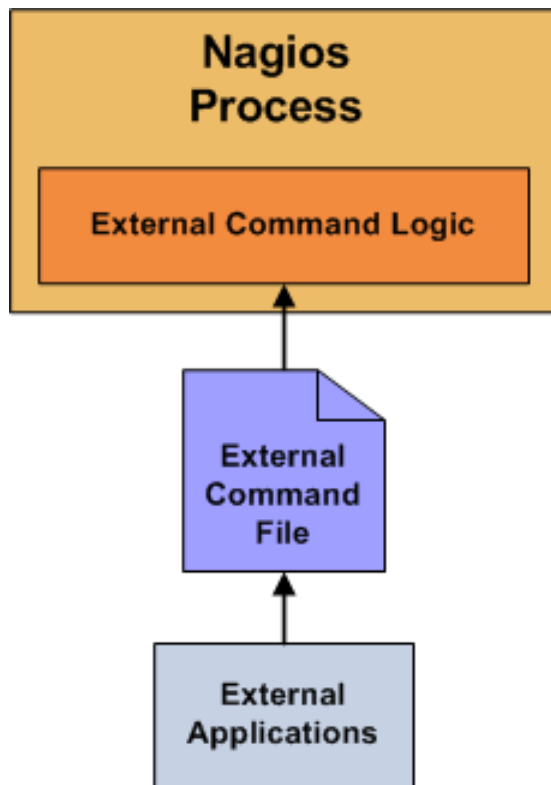 Nagios
Process
External Command Logic
External
Command
File
External
Applications